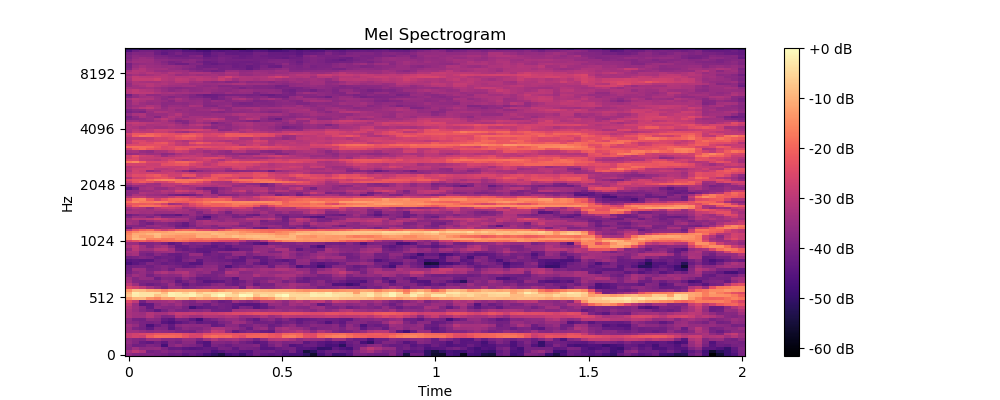 Mel Spectrogram
8192
4096
2048
1024
512
0
Hz
0
0.5
1
1.5
2
Time
+0 dB
-10 dB
-20 dB
-30 dB
-40 dB
-50 dB
-60 dB